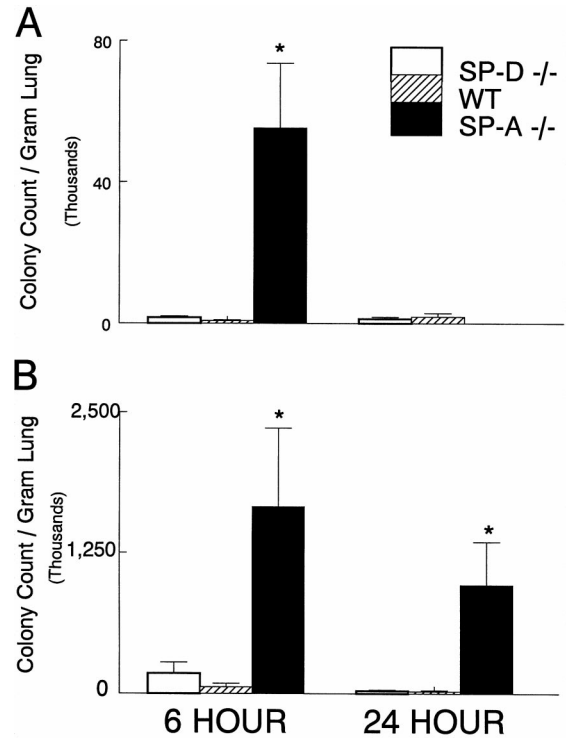 A
80
40
0
Colony Count / Gram Lung
(Thousands)
*
SP-D -/-
WT
SP-A -/-
B
2,500
1,250
0
Colony Count / Gram Lung
(Thousands)
*
*
6 HOUR
24 HOUR